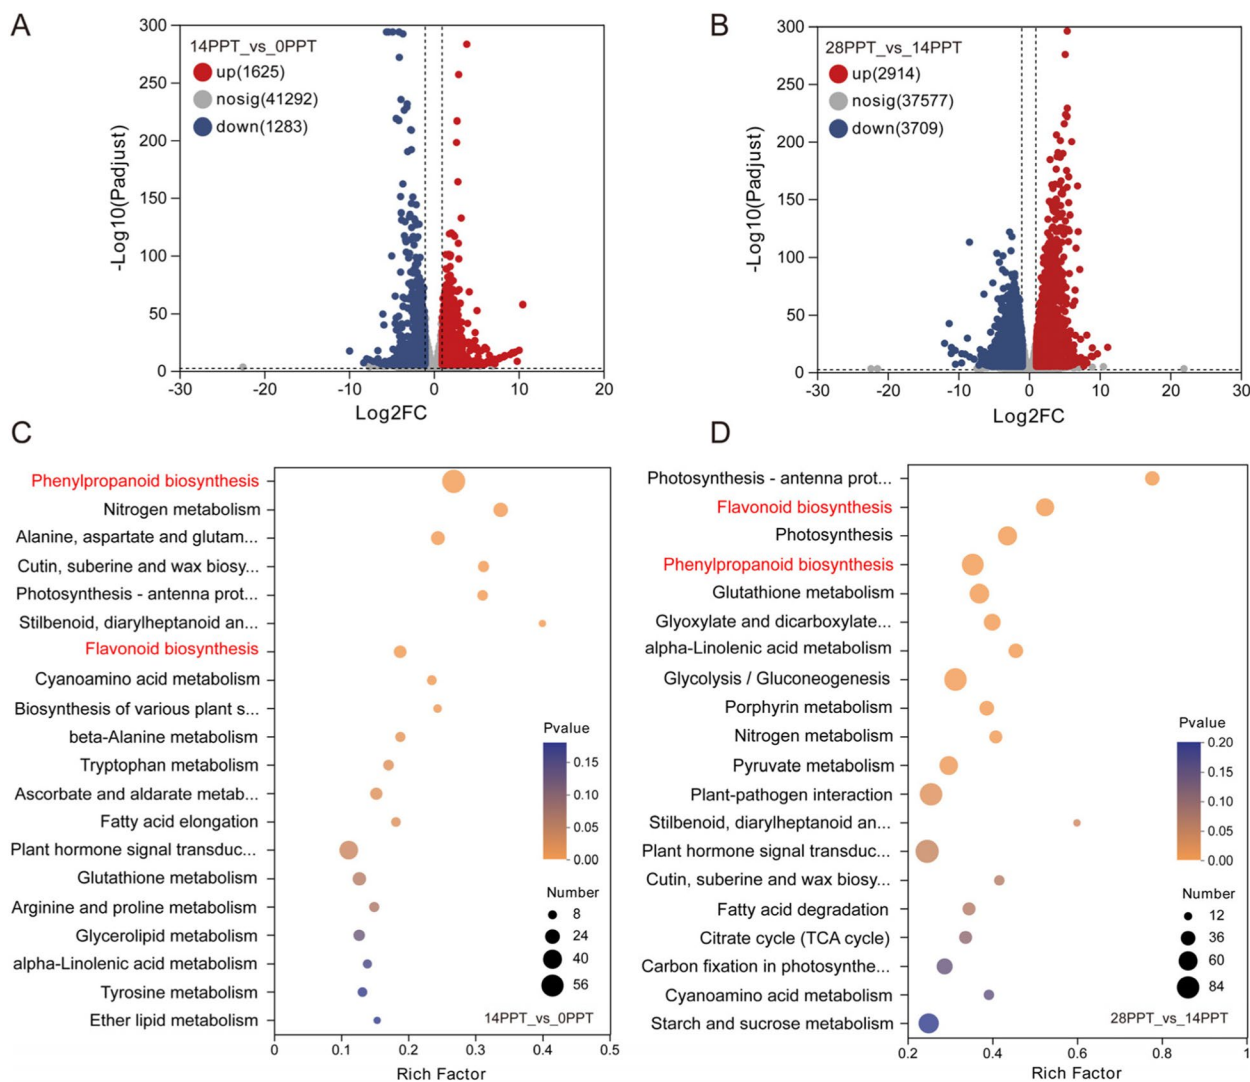 A
14PPT_vs_0PPT
up(1625)
nosig(41292)
down(1283)
300
250
200
150
100
50
0
-Log10(Padjust)
-30
-20
-10
0
10
20
Log2FC
B
28PPT_vs_14PPT
up(2914)
nosig(37577)
down(3709)
300
250
200
150
100
50
0
-Log10(Padjust)
-30
-20
-10
0
10
20
30
Log2FC
C
Phenylpropanoid biosynthesis
Nitrogen metabolism
Alanine, aspartate and glutam...
Cutin, suberine and wax biosy...
Photosynthesis - antenna prot...
Stilbenoid, diarylheptanoid an...
Flavonoid biosynthesis
Cyanoamino acid metabolism
Biosynthesis of various plant s...
beta-Alanine metabolism
Tryptophan metabolism
Ascorbate and aldarate metab...
Fatty acid elongation
Plant hormone signal transduc...
Glutathione metabolism
Arginine and proline metabolism
Glycerolipid metabolism
alpha-Linolenic acid metabolism
Tyrosine metabolism
Ether lipid metabolism
Pvalue
0.15
0.10
0.05
0.00
Number
8
24
40
56
14PPT_vs_0PPT
0
0.1
0.2
0.3
0.4
0.5
Rich Factor
D
Photosynthesis - antenna prot...
Flavonoid biosynthesis
Photosynthesis
Phenylpropanoid biosynthesis
Glutathione metabolism
Glyoxylate and dicarboxylate...
alpha-Linolenic acid metabolism
Glycolysis / Gluconeogenesis
Porphyrin metabolism
Nitrogen metabolism
Pyruvate metabolism
Plant-pathogen interaction
Stilbenoid, diarylheptanoid an...
Plant hormone signal transduc...
Cutin, suberine and wax biosy...
Fatty acid degradation
Citrate cycle (TCA cycle)
Carbon fixation in photosynthe...
Cyanoamino acid metabolism
Starch and sucrose metabolism
Pvalue
0.20
0.15
0.10
0.05
0.00
Number
12
36
60
84
28PPT_vs_14PPT
0.2
0.4
0.6
0.8
1
Rich Factor